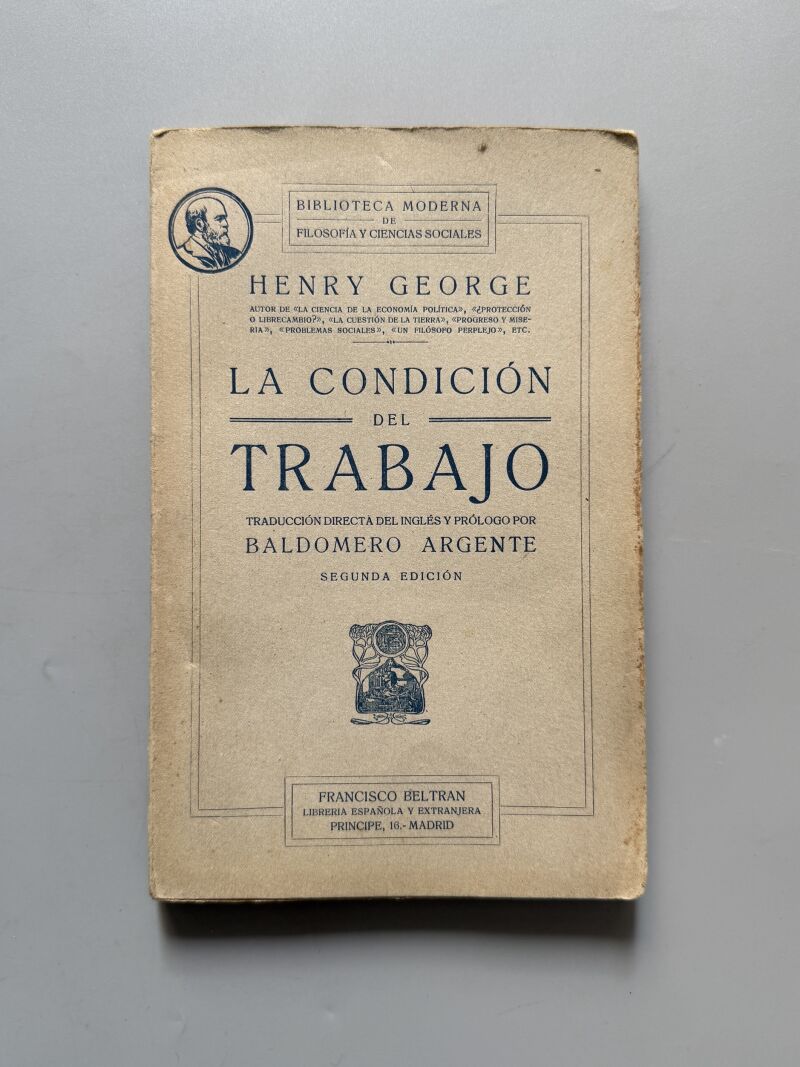 BIBLIOTECA MODERNA
DE
FILOSOFÍA Y CIENCIAS SOCIALES
HENRY GEORGE
AUTOR DE «LA CIENCIA DE LA ECONOMÍA POLÍTICA», «¿PROTECCIÓN
O LIBRECAMBIO?», «LA CUESTIÓN DE LA TIERRA», «PROGRESO Y MISE-
RIA», «PROBLEMAS SOCIALES», «UN FILÓSOFO PERPLEJO», ETC.
LA CONDICIÓN
DEL
TRABAJO
TRADUCCIÓN DIRECTA DEL INGLÉS Y PRÓLOGO POR
BALDOMERO ARGENTE
SEGUNDA EDICIÓN
FRANCISCO BELTRAN
LIBRERIA ESPAÑOLA Y EXTRANJERA
PRINCIPE, 16.- MADRID